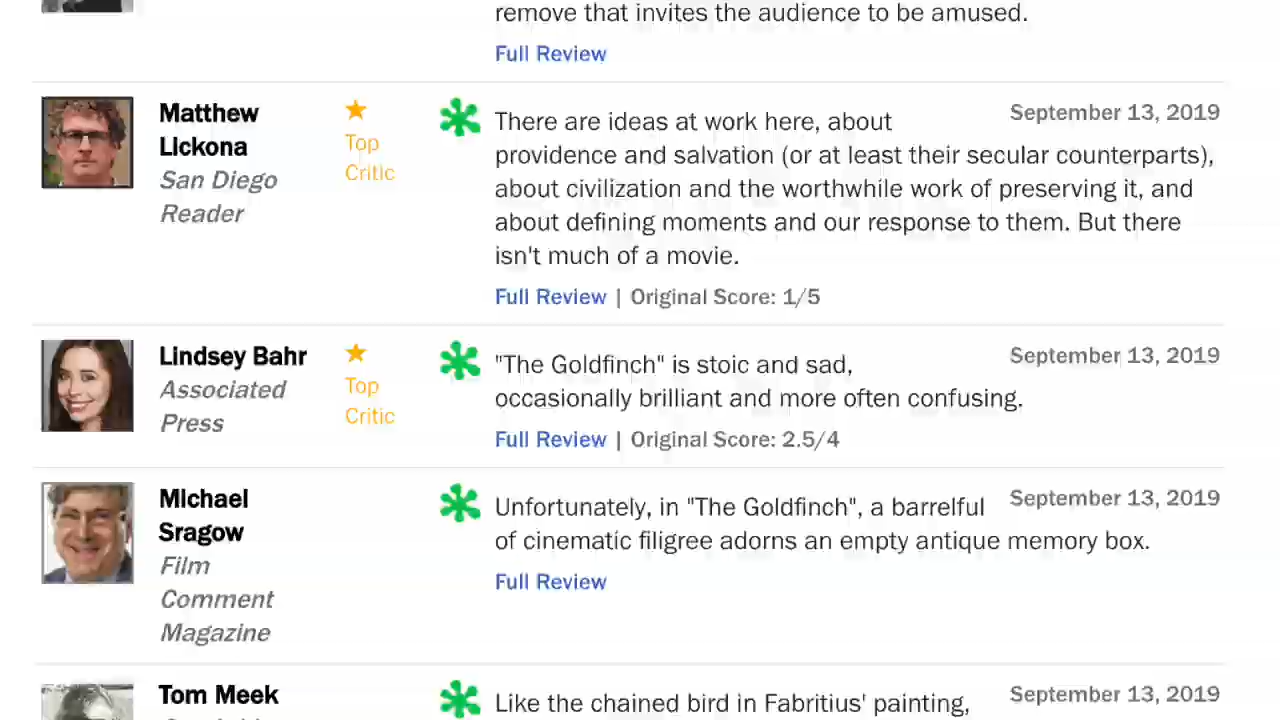 remove that invites the audience to be amused.
Full Review
Matthew
Lickona
San Diego
Reader
Top
Critic
There are ideas at work here, about
September 13, 2019
providence and salvation (or at least their secular counterparts),
about civilization and the worthwhile work of preserving it, and
about defining moments and our response to them. But there
isn't much of a movie.
Full Review | Original Score: 1/5
Lindsey Bahr
Associated
Press
Top
Critic
"The Goldfinch" is stoic and sad,
September 13, 2019
occasionally brilliant and more often confusing.
Full Review | Original Score: 2.5/4
Michael
Sragow
Film
Comment
Magazine
Unfortunately, in "The Goldfinch", a barrelful
September 13, 2019
of cinematic filigree adorns an empty antique memory box.
Full Review
Tom Meek
Like the chained bird in Fabritius' painting,
September 13, 2019